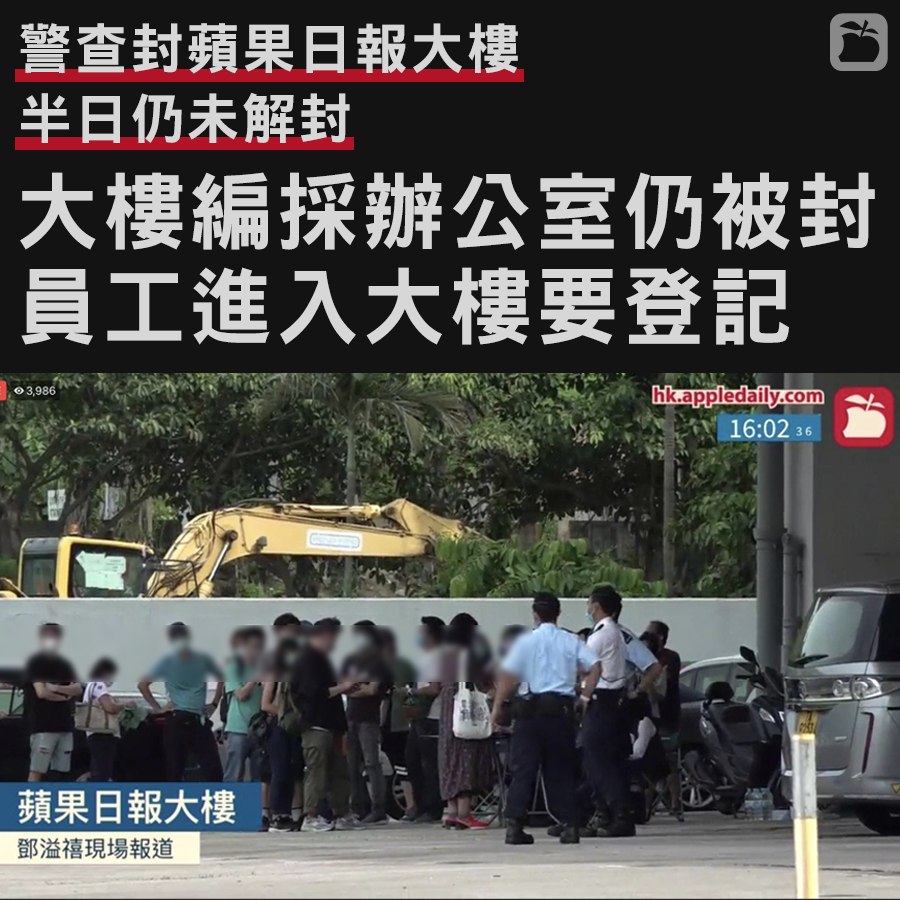 警查封蘋果日報大樓
半日仍未解封
大樓編採辦公室仍被封
員工進入大樓要登記
3,986
hk.appledaily.com
16:02 36
蘋果日報大樓
鄧溢禧現場報道